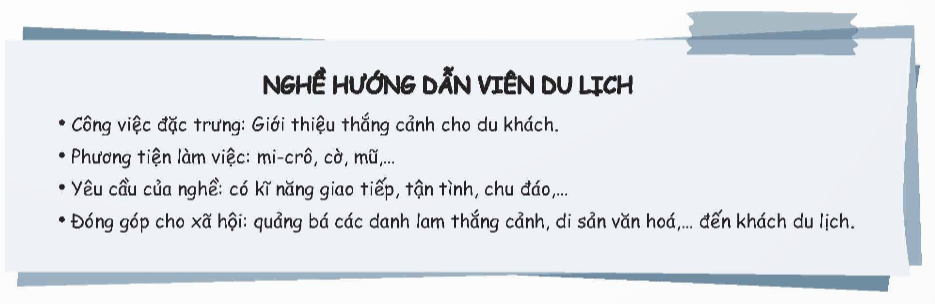 NGHỀ HƯỚNG DẪN VIÊN DU LỊCH
• Công việc đặc trưng: Giới thiệu thắng cảnh cho du khách.
• Phương tiện làm việc: mi-crô, cờ, mũ,...
• Yêu cầu của nghề: có kĩ năng giao tiếp, tận tình, chu đáo,...
• Đóng góp cho xã hội: quảng bá các danh lam thắng cảnh, di sản văn hoá,... đến khách du lịch.